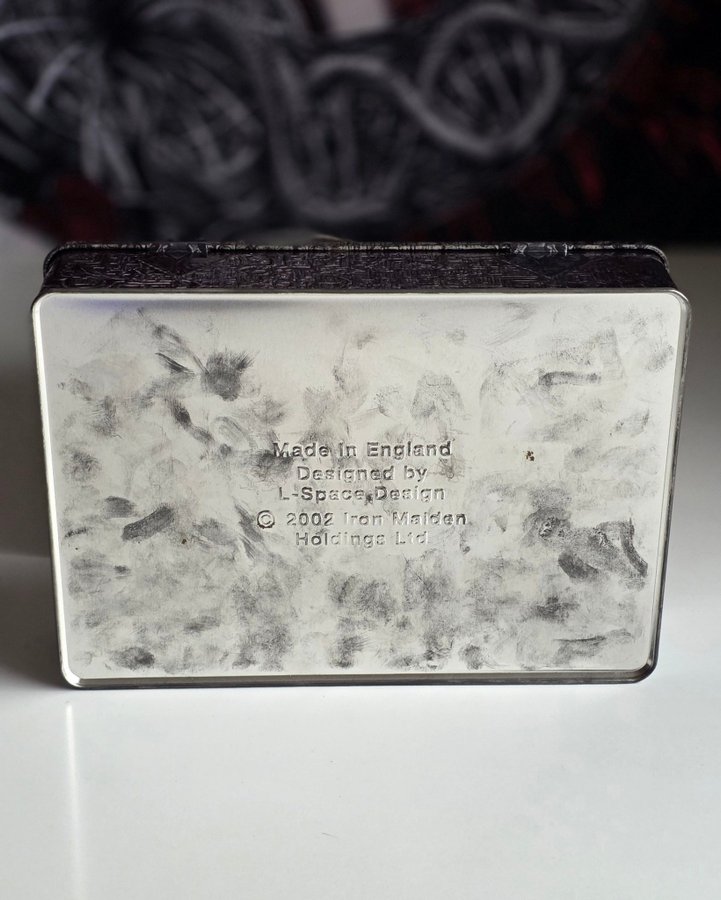 Made in England
Designed by
L-Space Design
© 2002 Iron Maiden
Holdings Ltd.